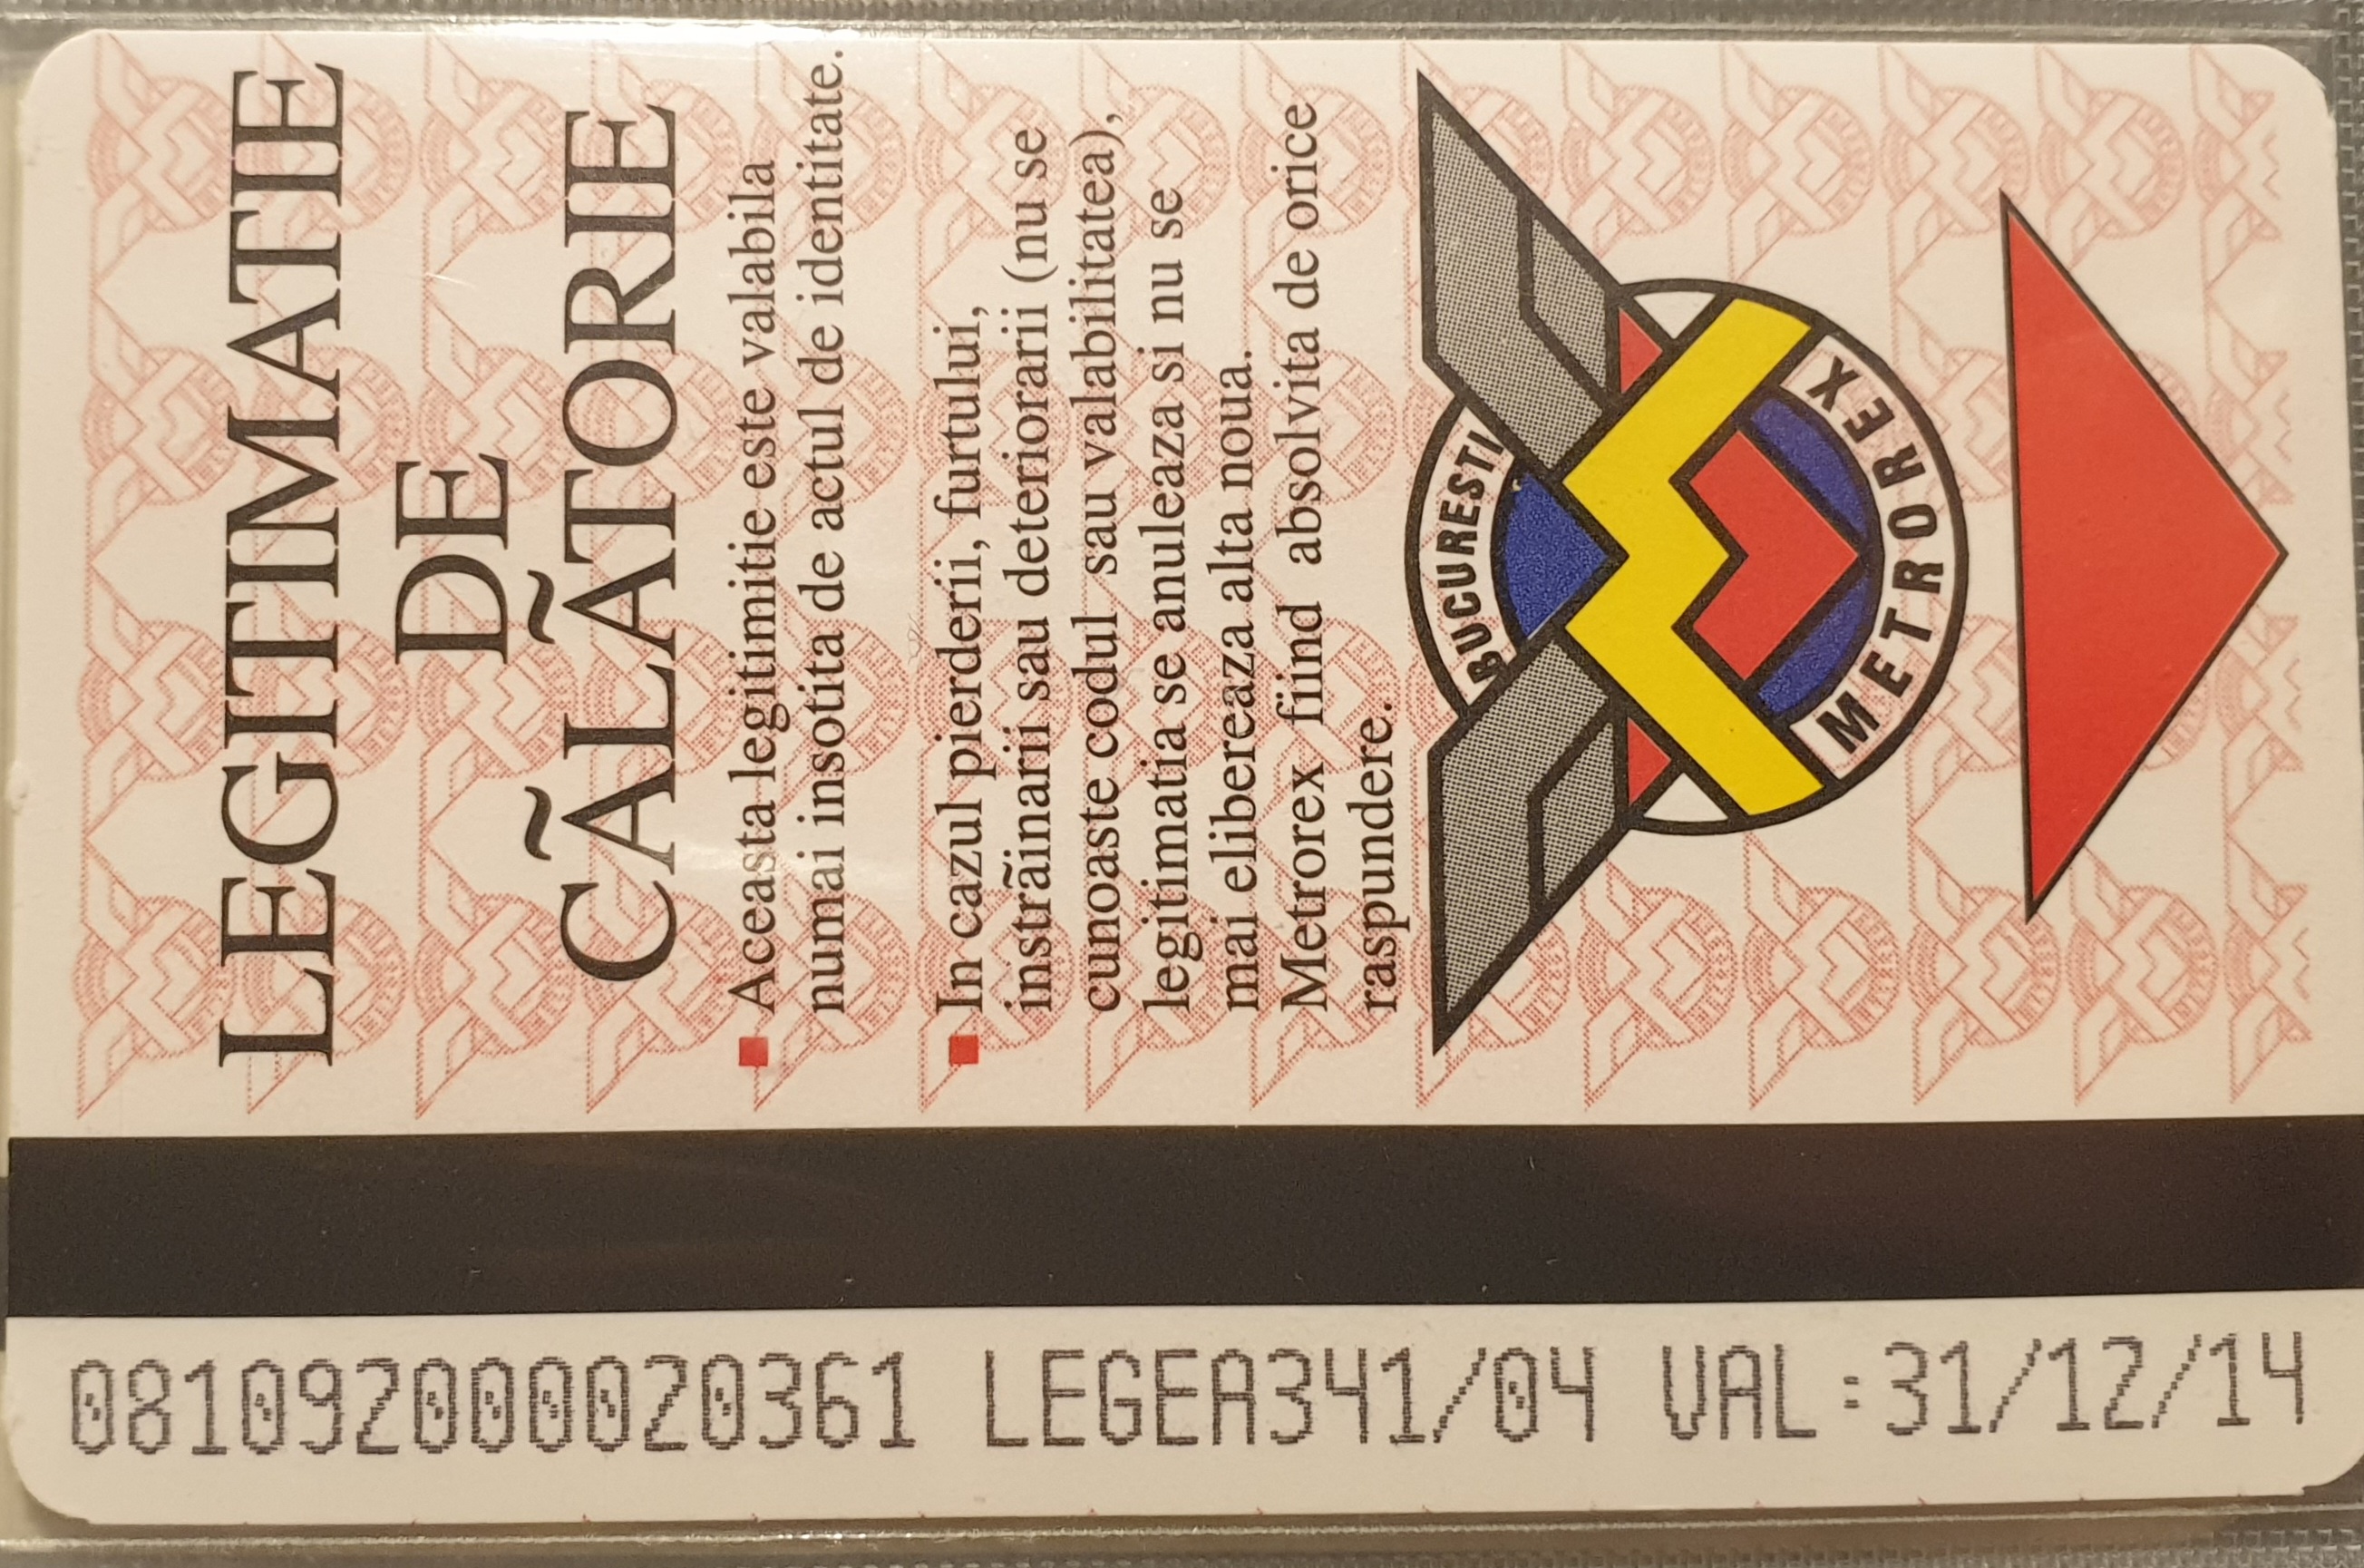 LEGITIMATIE
DE
CÃLÃTORIE
Aceasta legitimitie este valabila
numai insotita de actul de identitate.
In cazul pierderii, furtului,
instrãinarii sau deteriorarii (nu se
cunoaste codul sau valabilitatea),
legitimatia se anuleaza si nu se
mai elibereaza alta noua.
Metrorex fiind absolvita de orice
raspundere.
BUCURESTI
METROREX
081092000020361 LEGEA341/04 VAL:31/12/14